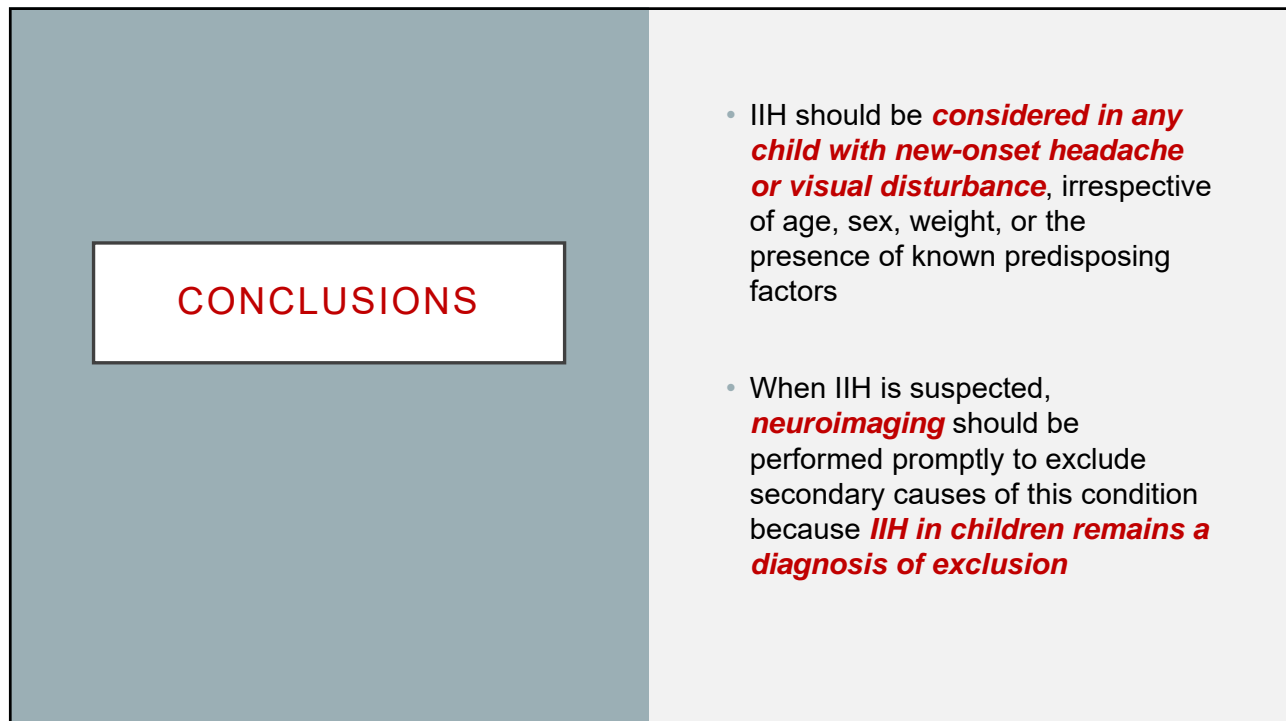 CONCLUSIONS
• IIH should be considered in any
child with new-onset headache
or visual disturbance, irrespective
of age, sex, weight, or the
presence of known predisposing
factors
• When IIH is suspected,
neuroimaging should be
performed promptly to exclude
secondary causes of this condition
because IIH in children remains a
diagnosis of exclusion